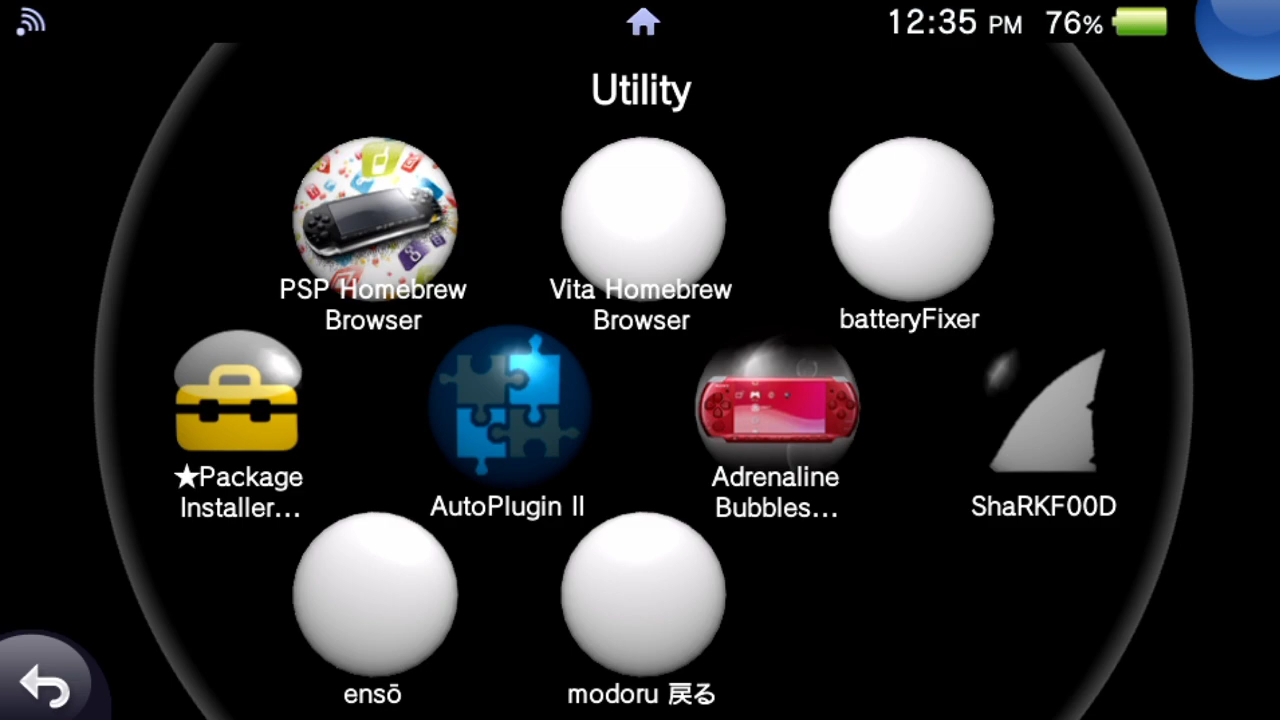 12:35 PM 76%
Utility
PSP Homebrew
Browser
Vita Homebrew
Browser
batteryFixer
★Package
Installer...
AutoPlugin II
Adrenaline
Bubbles...
ShaRKF00D
ensō
modoru 戻る